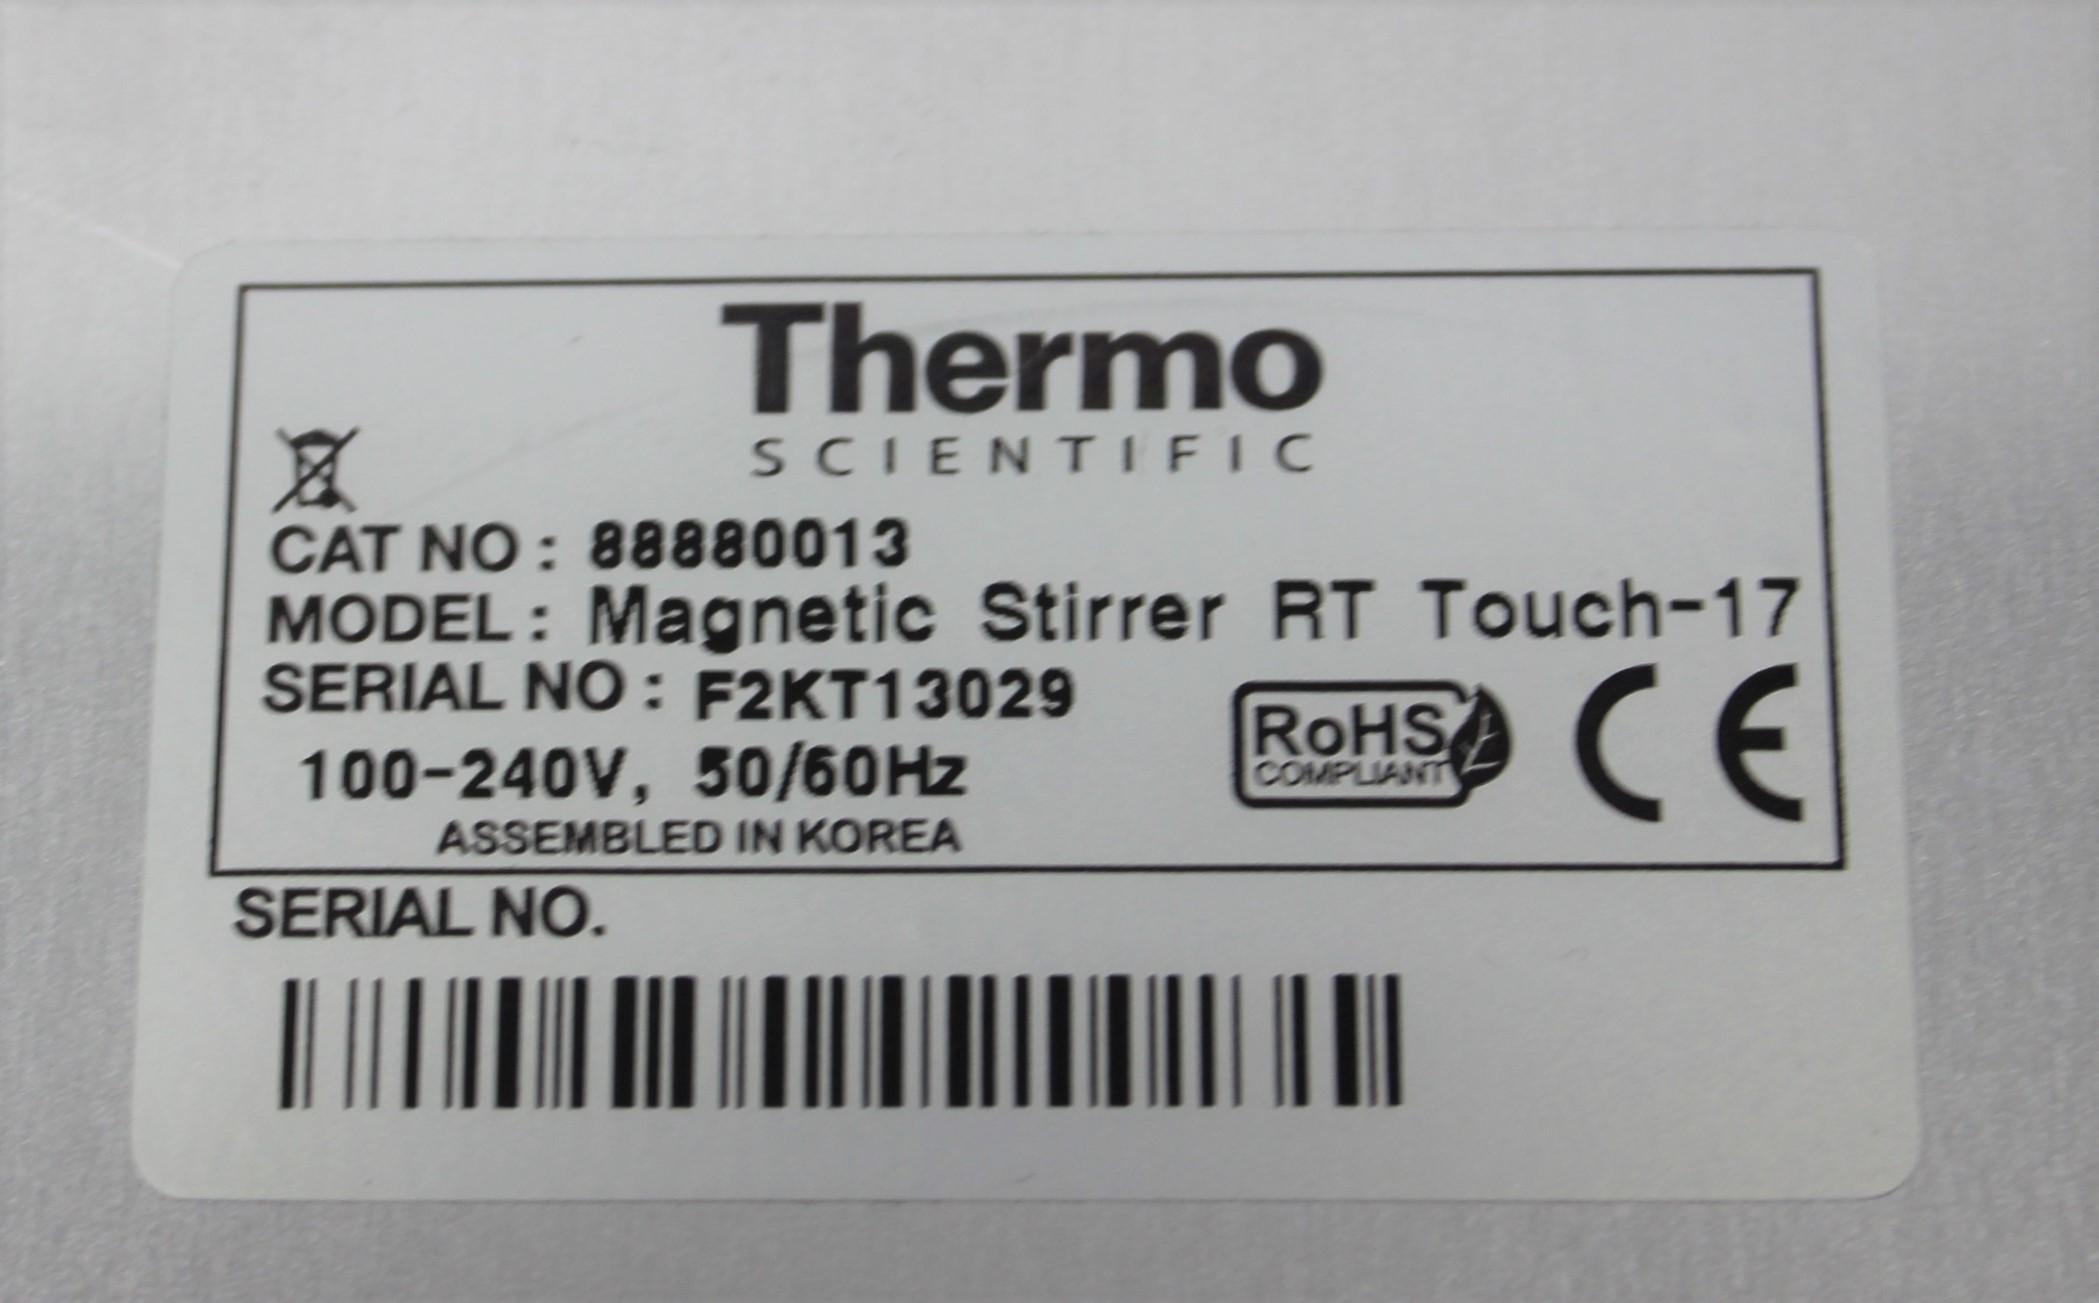 Thermo
SCIENTIFIC
CAT NO : 88880013
MODEL : Magnetic Stirrer RT Touch-17
SERIAL NO : F2KT13029
RoHS
COMPLIANT
CE
100-240V, 50/60Hz
ASSEMBLED IN KOREA
SERIAL NO.